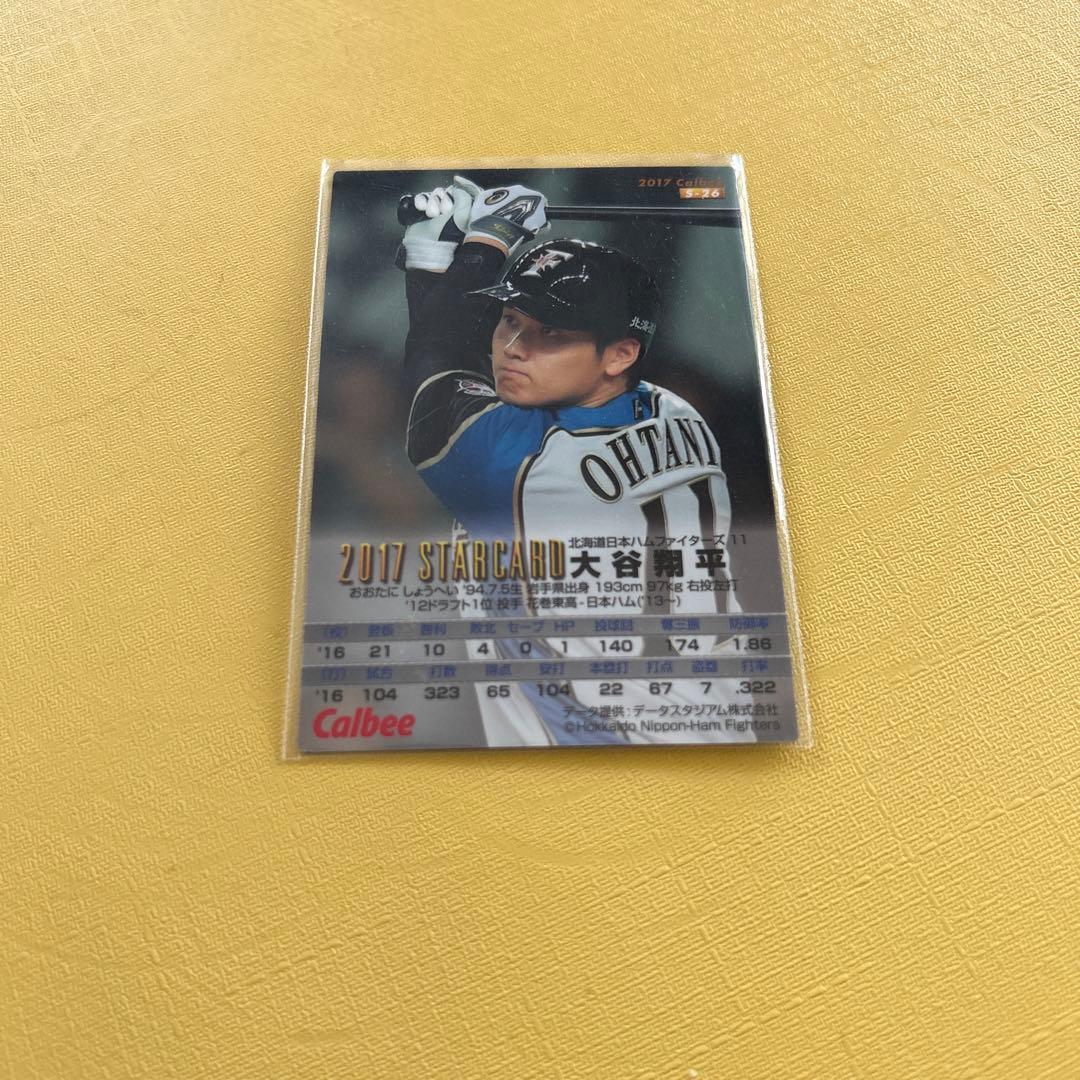 2017 Calbee
S-26
F
北海道
OHTANI
11
2017 STARCARD
北海道日本ハムファイターズ 11
大谷翔平
おおたに しょうへい '94.7.5生 岩手県出身 193cm 97kg 右投左打
'12ドラフト1位 投手 花巻東高-日本ハム('13〜)
(投) 登板 勝利 敗北 セーブ HP 投球回 奪三振 防御率
'16 21 10 4 0 1 140 174 1.86
(打) 試合 打数 得点 安打 本塁打 打点 盗塁 打率
'16 104 323 65 104 22 67 7 .322
Calbee
データ提供:データスタジアム株式会社
©Hokkaido Nippon-Ham Fighters